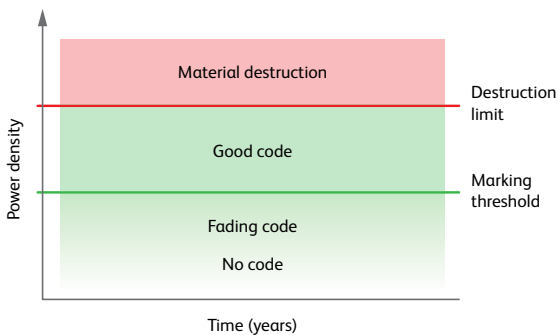 Material destruction
Destruction
limit
Good code
Marking
threshold
Fading code
No code
Power density
Time (years)